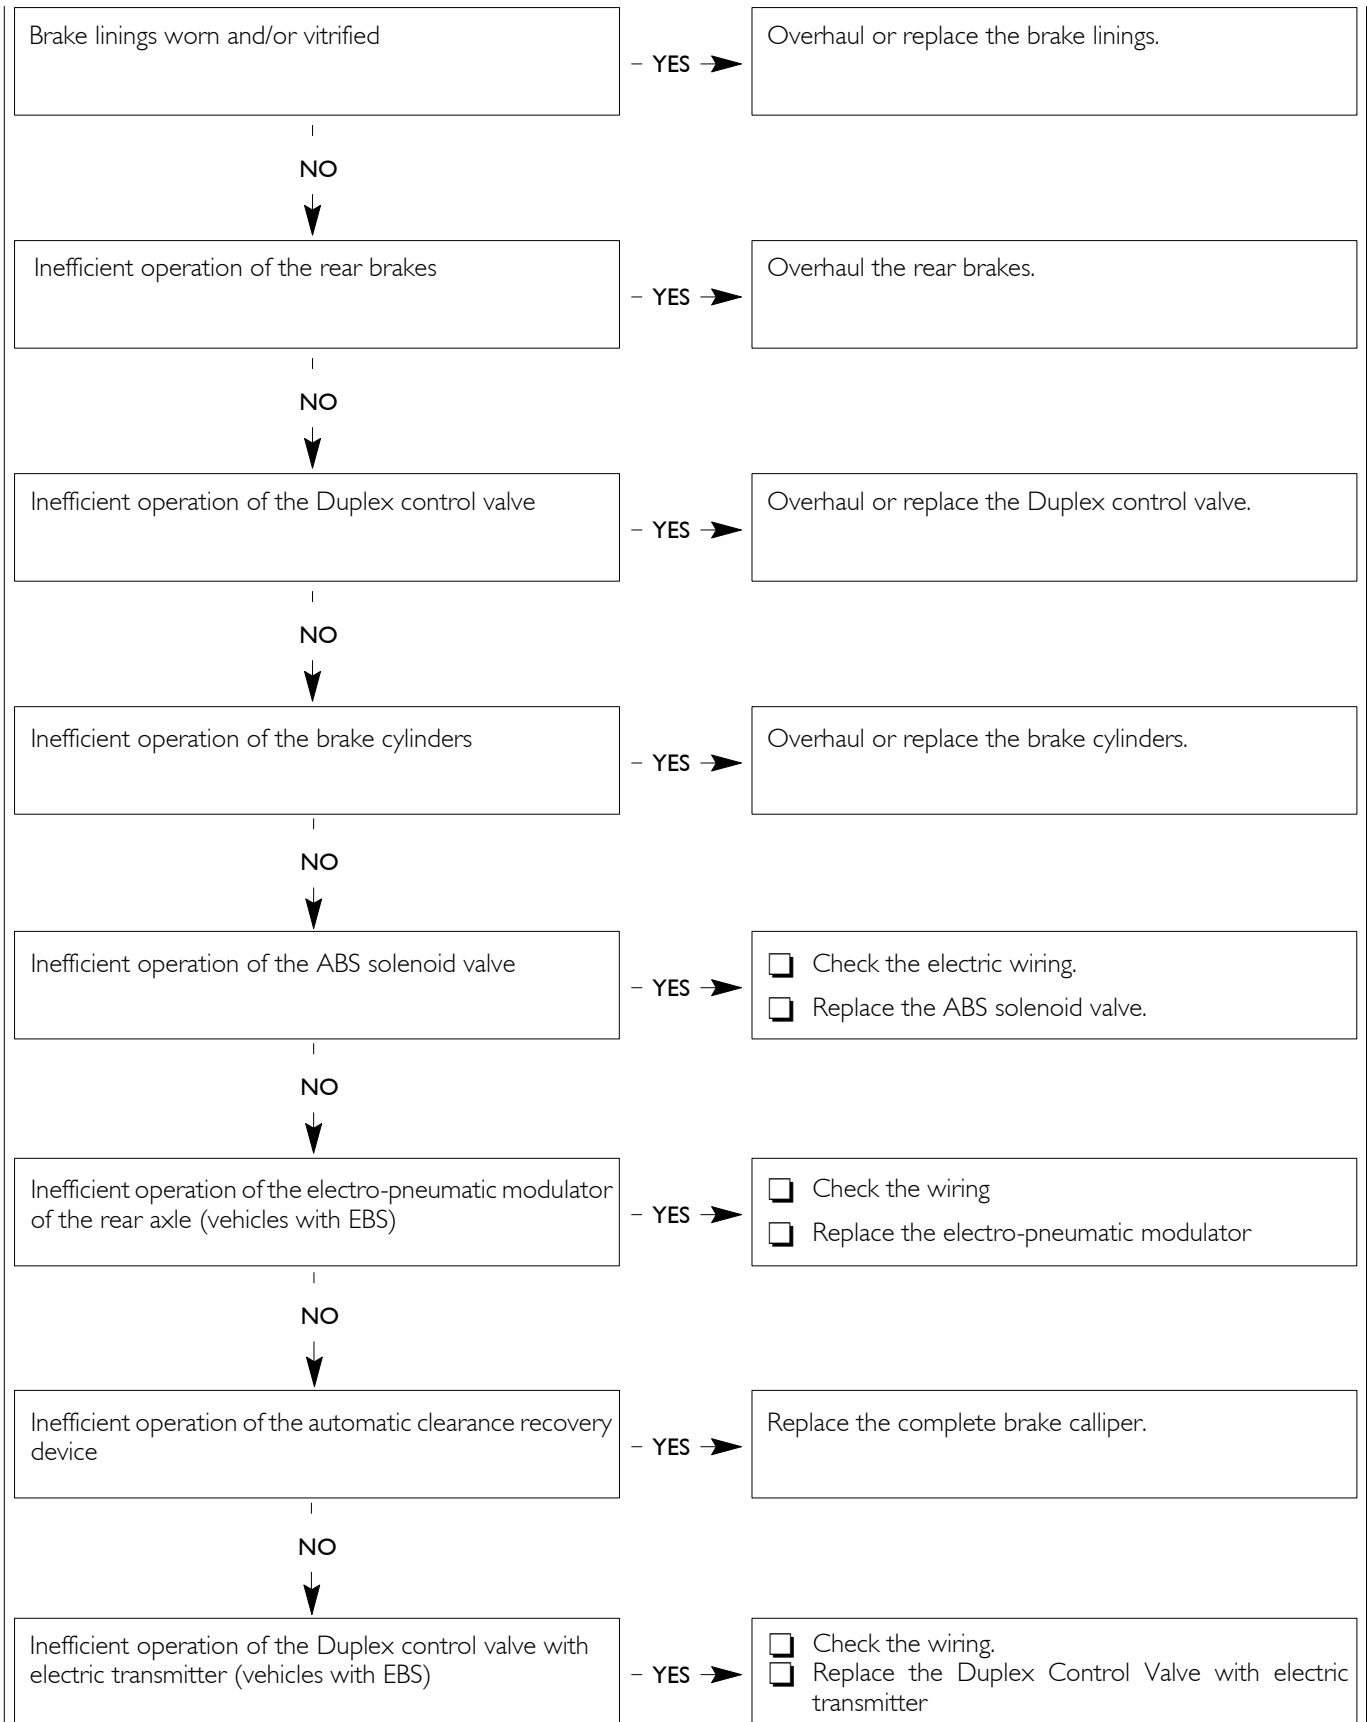 Brake linings worn and/or vitrified
YES
Overhaul or replace the brake linings.
NO
Inefficient operation of the rear brakes
YES
Overhaul the rear brakes.
NO
Inefficient operation of the Duplex control valve
YES
Overhaul or replace the Duplex control valve.
NO
Inefficient operation of the brake cylinders
YES
Overhaul or replace the brake cylinders.
NO
Inefficient operation of the ABS solenoid valve
YES
Check the electric wiring.
Replace the ABS solenoid valve.
NO
Inefficient operation of the electro-pneumatic modulator
of the rear axle (vehicles with EBS)
YES
Check the wiring
Replace the electro-pneumatic modulator
NO
Inefficient operation of the automatic clearance recovery
device
YES
Replace the complete brake calliper.
NO
Inefficient operation of the Duplex control valve with
electric transmitter (vehicles with EBS)
YES
Check the wiring.
Replace the Duplex Control Valve with electric
transmitter